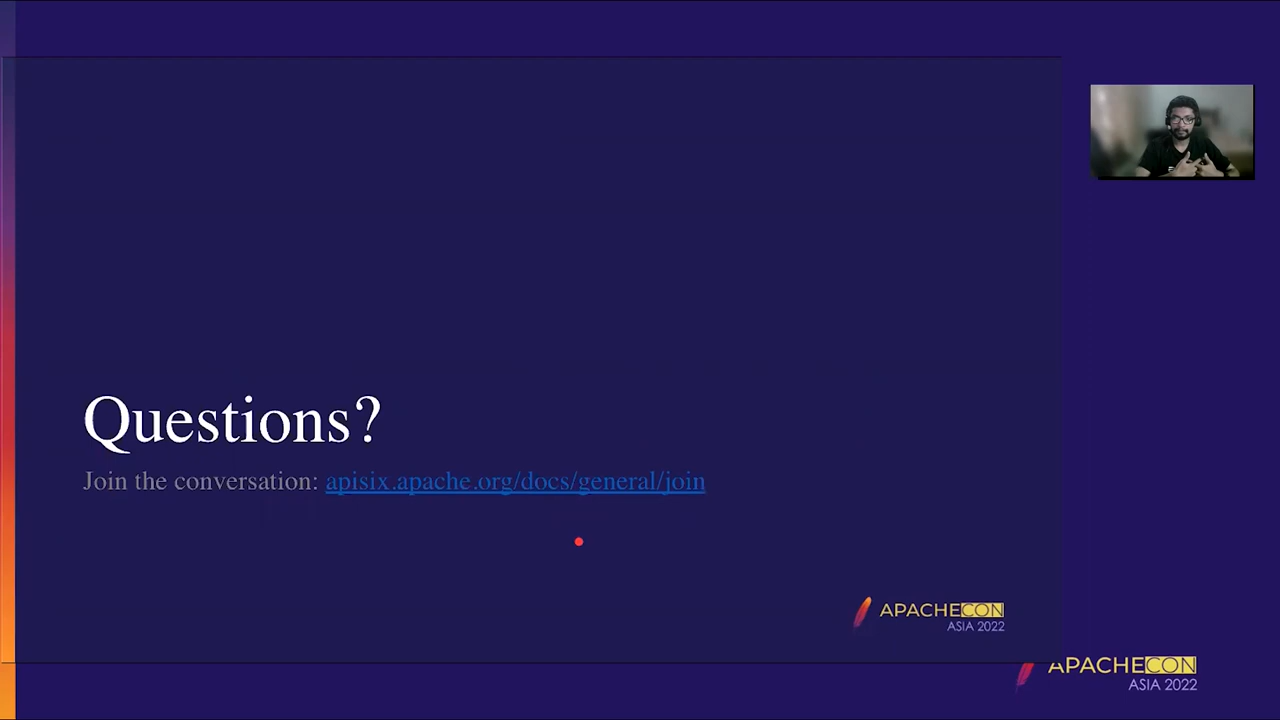 Questions?
Join the conversation: apisix.apache.org/docs/general/join
APACHECON
ASIA 2022
APACHECON
ASIA 2022